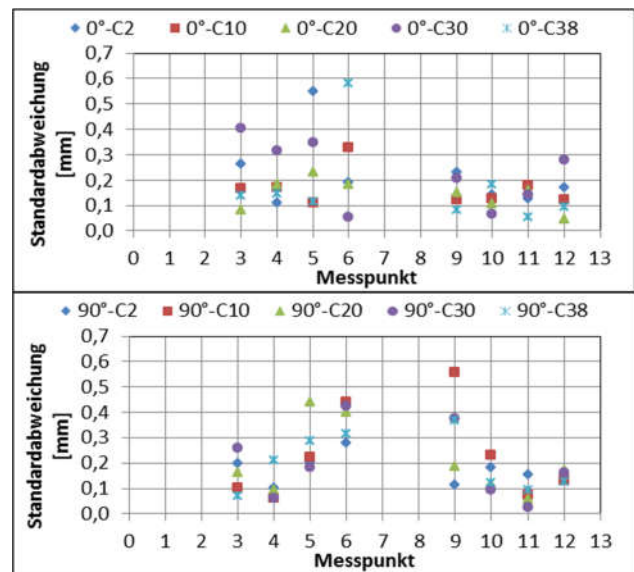 0°-C2 0°-C10 0°-C20 0°-C30 0°-C38
0,7
0,6
0,5
0,4
0,3
0,2
0,1
0,0
Standardabweichung
[mm]
0 1 2 3 4 5 6 7 8 9 10 11 12 13
Messpunkt
90°-C2 90°-C10 90°-C20 90°-C30 90°-C38
0,7
0,6
0,5
0,4
0,3
0,2
0,1
0,0
Standardabweichung
[mm]
0 1 2 3 4 5 6 7 8 9 10 11 12 13
Messpunkt